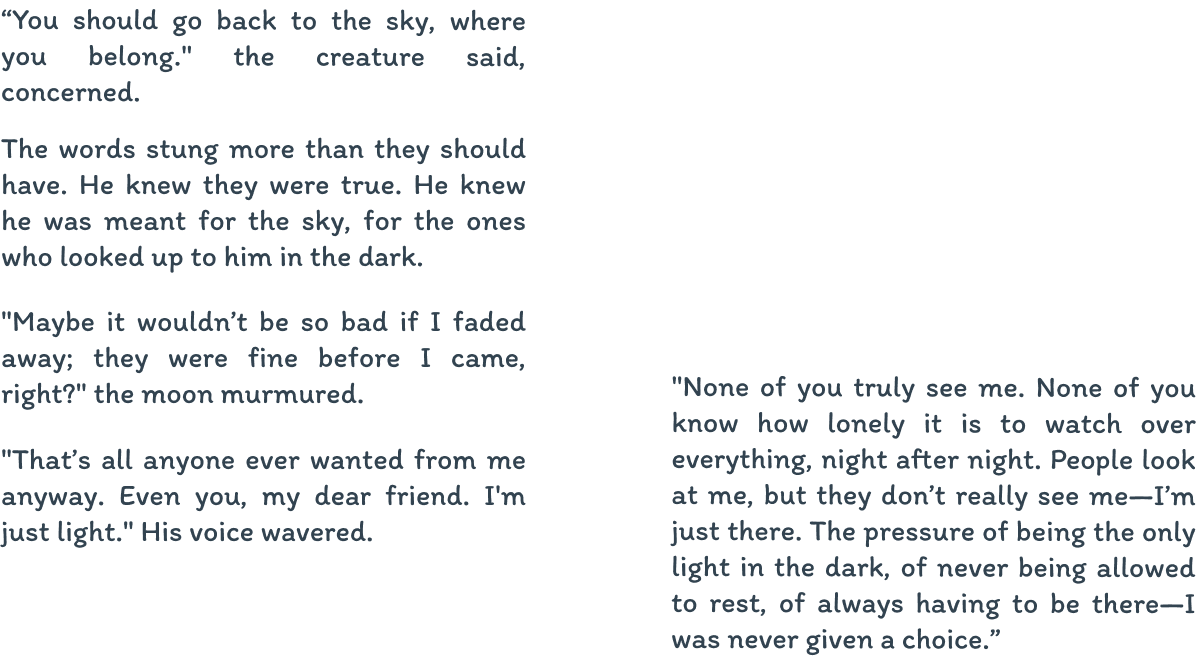 “You should go back to the sky, where
you belong." the creature said,
concerned.
The words stung more than they should
have. He knew they were true. He knew
he was meant for the sky, for the ones
who looked up to him in the dark.
"Maybe it wouldn’t be so bad if I faded
away; they were fine before I came,
right?" the moon murmured.
"That’s all anyone ever wanted from me
anyway. Even you, my dear friend. I'm
just light." His voice wavered.
"None of you truly see me. None of you
know how lonely it is to watch over
everything, night after night. People look
at me, but they don’t really see me—I’m
just there. The pressure of being the only
light in the dark, of never being allowed
to rest, of always having to be there—I
was never given a choice.”